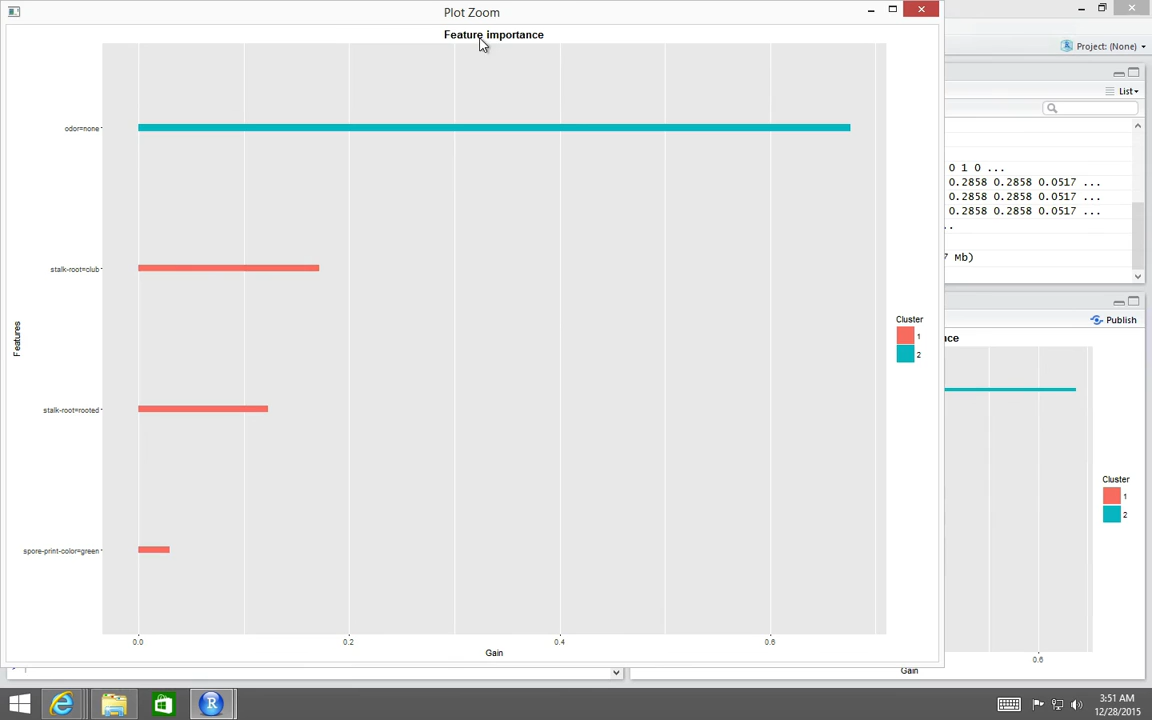 Plot Zoom
Feature importance
odor=none
stalk-root=club
stalk-root=rooted
spore-print-color=green
Features
0.0 0.2 0.4 0.6
Gain
Cluster
1
2
Project: (None)
List
0 1 0 ...
0.2858 0.2858 0.0517 ...
0.2858 0.2858 0.0517 ...
0.2858 0.2858 0.0517 ...
..
Mb)
Publish
nce
Cluster
1
2
0.6
Gain
3:51 AM
12/28/2015